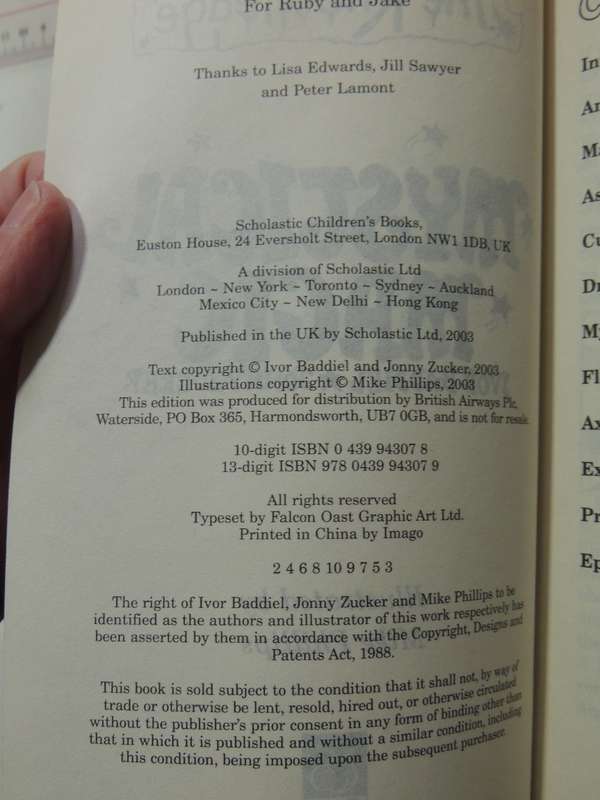 For Ruby and Jake
Thanks to Lisa Edwards, Jill Sawyer
and Peter Lamont
Scholastic Children's Books,
Euston House, 24 Eversholt Street, London NW1 1DB, UK
A division of Scholastic Ltd
London ~ New York ~ Toronto ~ Sydney ~ Auckland
Mexico City ~ New Delhi ~ Hong Kong
Published in the UK by Scholastic Ltd, 2003
Text copyright © Ivor Baddiel and Jonny Zucker, 2003
Illustrations copyright © Mike Phillips, 2003
This edition was produced for distribution by British Airways Plc,
Waterside, PO Box 365, Harmondsworth, UB7 0GB, and is not for resale.
10-digit ISBN 0 439 94307 8
13-digit ISBN 978 0439 94307 9
All rights reserved
Typeset by Falcon Oast Graphic Art Ltd.
Printed in China by Imago
2 4 6 8 10 9 7 5 3
The right of Ivor Baddiel, Jonny Zucker and Mike Phillips to be
identified as the authors and illustrator of this work respectively has
been asserted by them in accordance with the Copyright, Designs and
Patents Act, 1988.
This book is sold subject to the condition that it shall not, by way of
trade or otherwise be lent, resold, hired out, or otherwise circulated
without the publisher's prior consent in any form of binding other than
that in which it is published and without a similar condition, including
this condition, being imposed upon the subsequent purchaser.